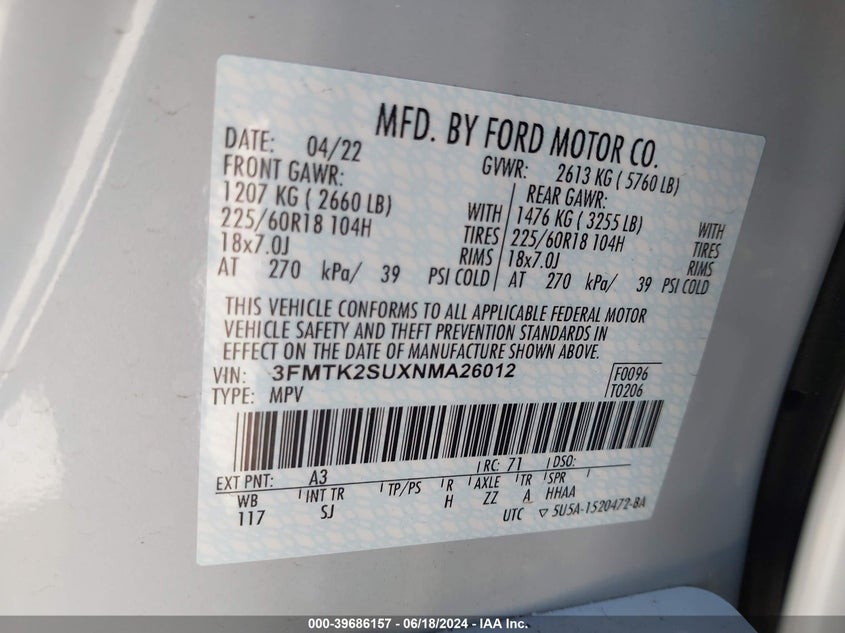 MFD. BY FORD MOTOR CO.
DATE: 04/22 GVWR: 2613 KG ( 5760 LB)
FRONT GAWR: REAR GAWR:
1207 KG ( 2660 LB) WITH 1476 KG ( 3255 LB) WITH
225/60R18 104H TIRES 225/60R18 104H TIRES
18x7.0J RIMS 18x7.0J RIMS
AT 270 kPa/ 39 PSI COLD AT 270 kPa/ 39 PSI COLD
THIS VEHICLE CONFORMS TO ALL APPLICABLE FEDERAL MOTOR
VEHICLE SAFETY AND THEFT PREVENTION STANDARDS IN
EFFECT ON THE DATE OF MANUFACTURE SHOWN ABOVE.
VIN: 3FMTK2SUXNMA26012 F0096
TYPE: MPV T0206
EXT PNT: A3 RC: 71 DSO:
WB INT TR TP/PS R AXLE TR SPR
117 SJ H ZZ A HHAA
UTC ▽ 5U5A-1520472-BA
000-39686157 - 06/18/2024 - IAA Inc.